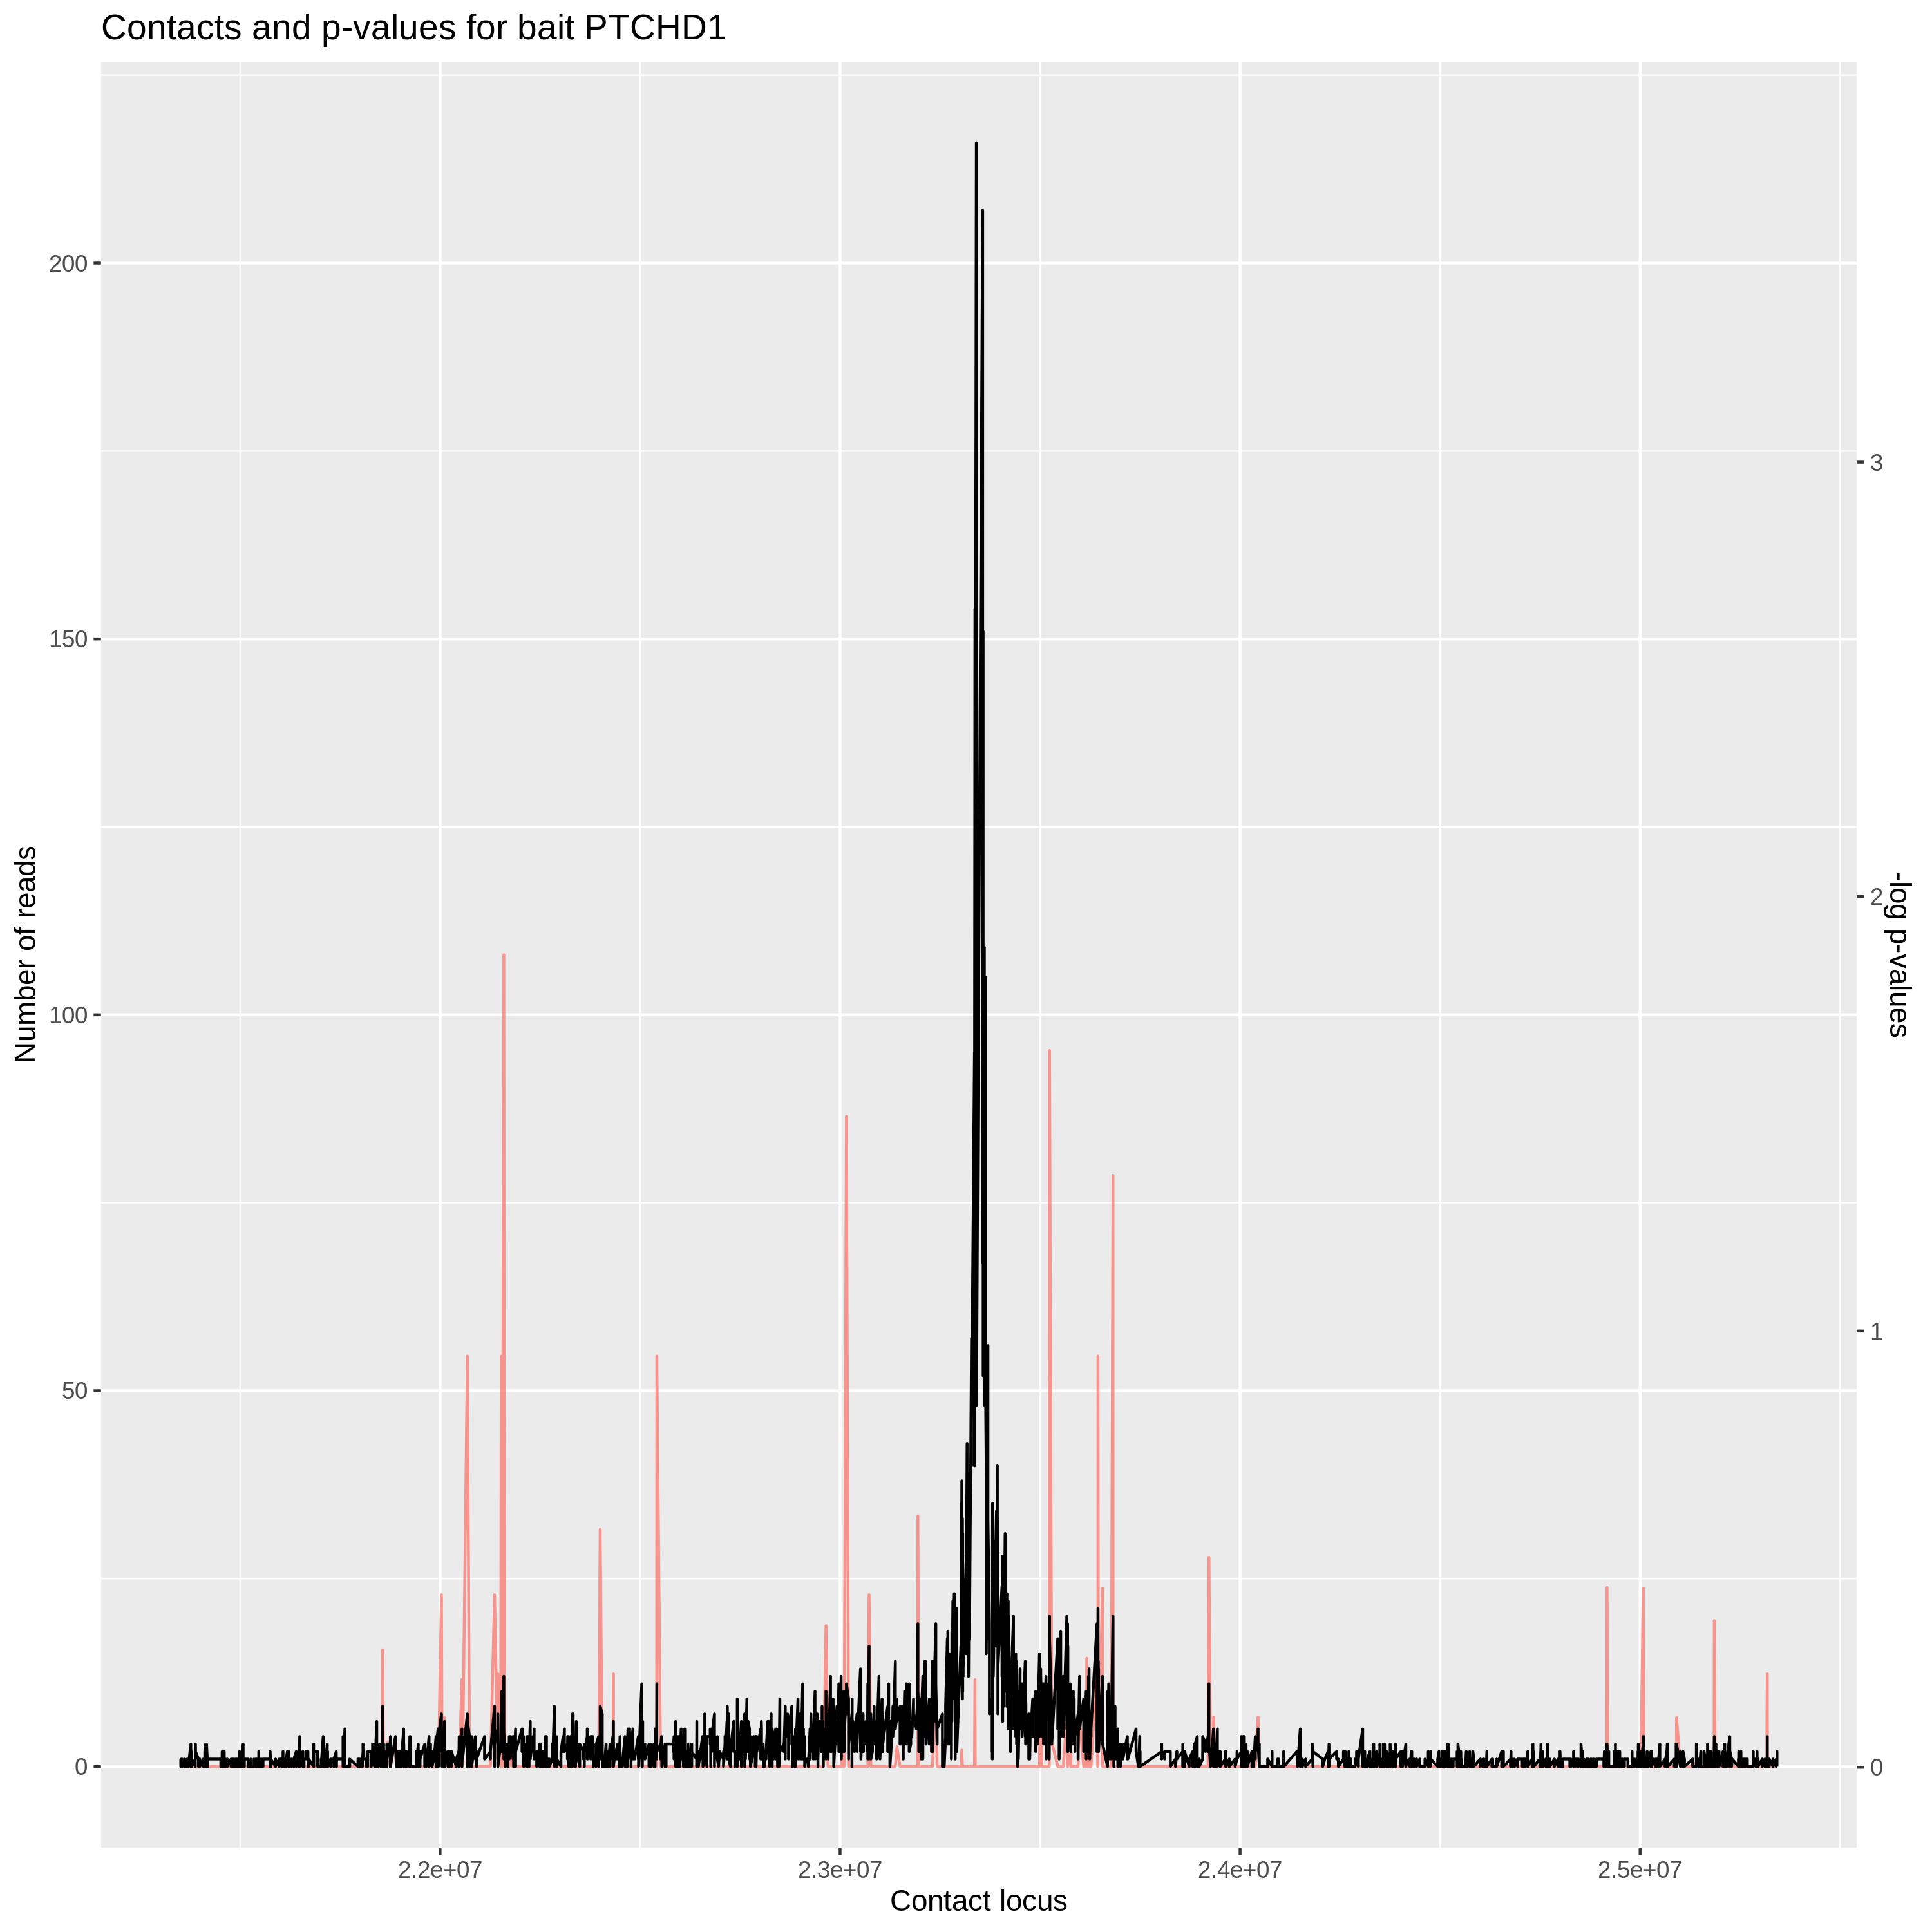 Contacts and p-values for bait PTCHD1
Number of reads
200
150
100
50
0
3
2
1
0
-log p-values
2.2e+07
2.3e+07
2.4e+07
2.5e+07
Contact locus